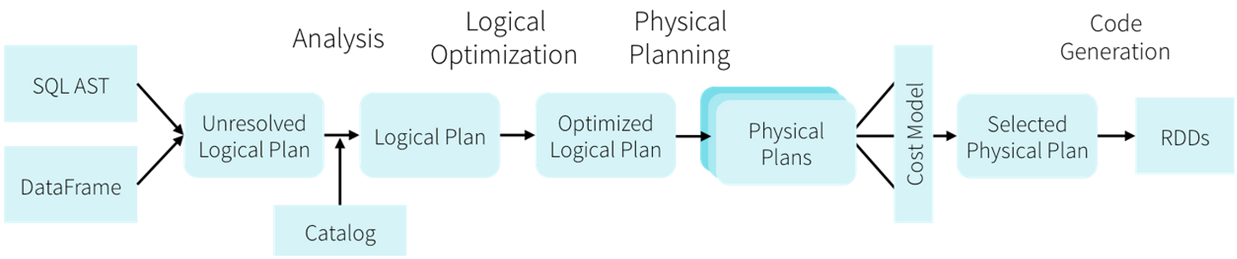 Analysis
Logical
Optimization
Physical
Planning
Code
Generation
SQL AST
DataFrame
Unresolved
Logical Plan
Catalog
Logical Plan
Optimized
Logical Plan
Physical
Plans
Cost Model
Selected
Physical Plan
RDDs